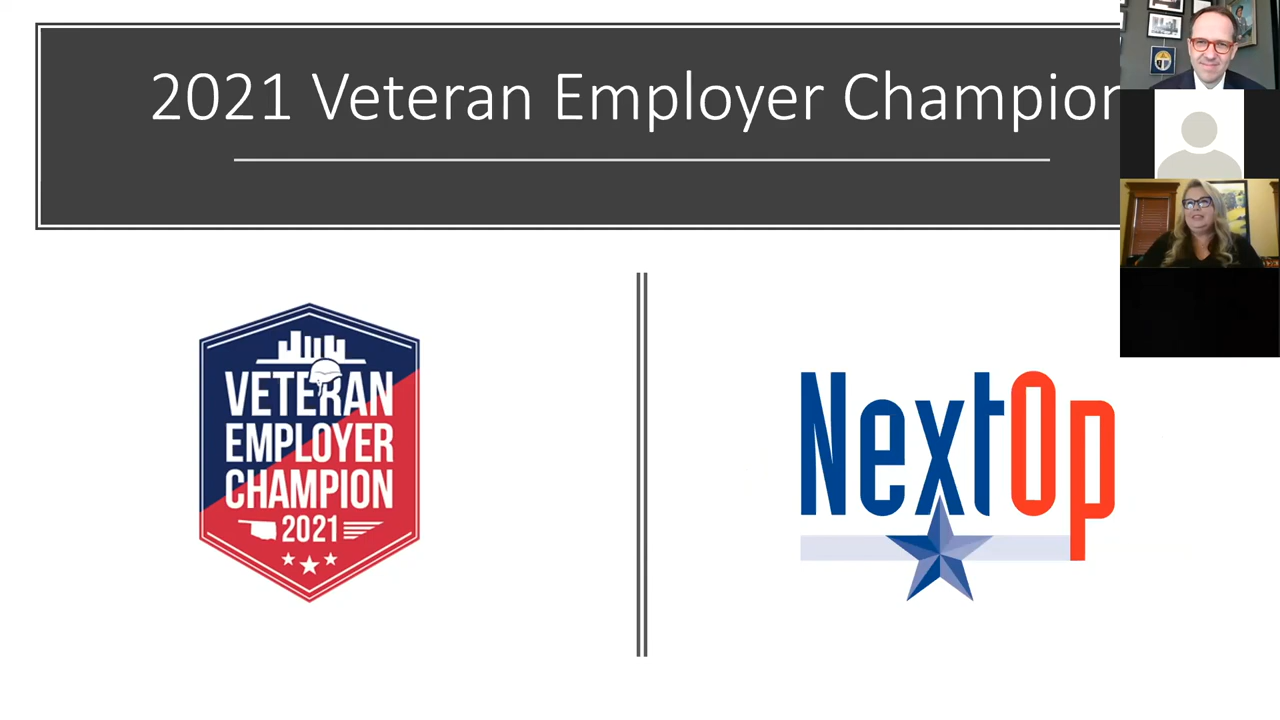 2021 Veteran Employer Champion
VETERAN
EMPLOYER
CHAMPION
2021
NextOp